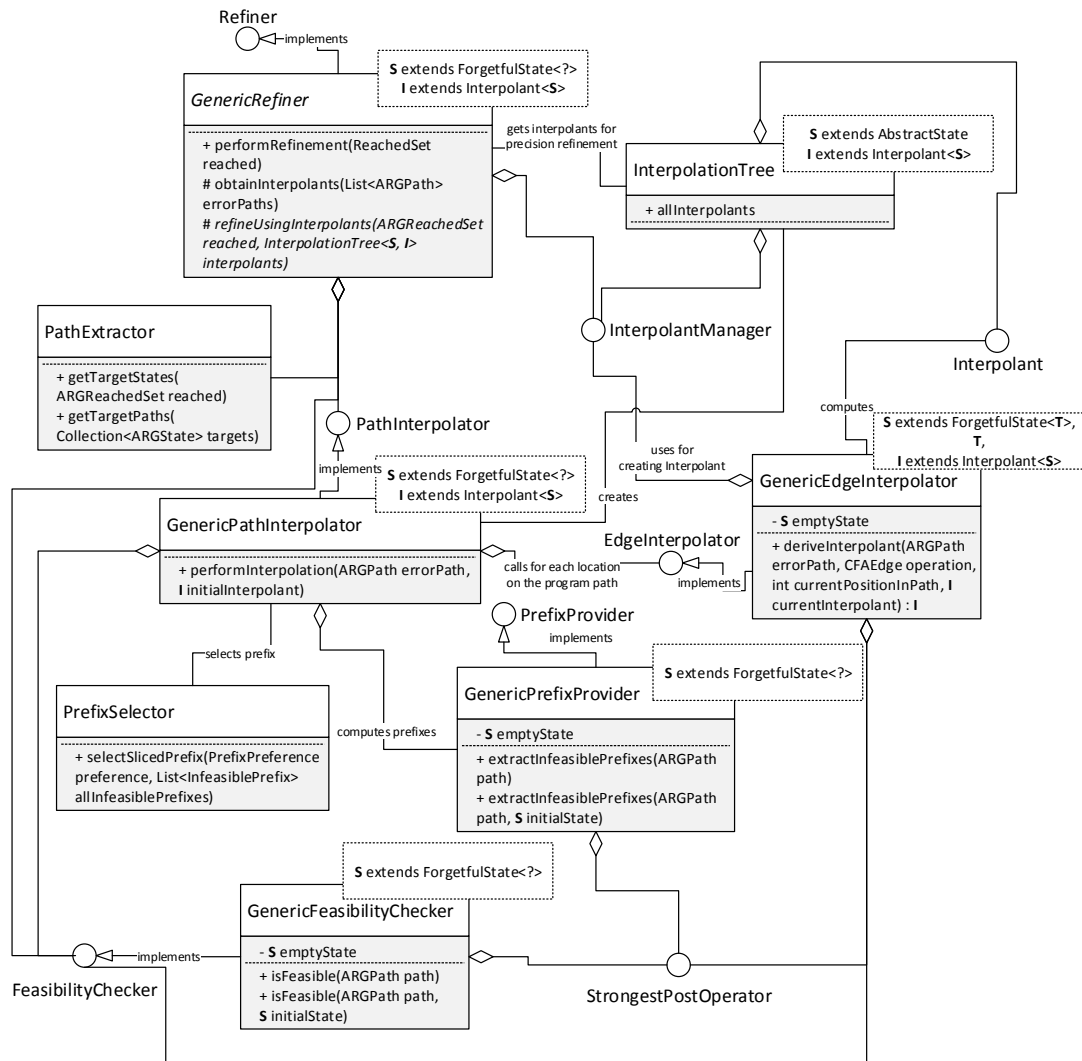 Refiner
implements
S extends ForgetfulState<?>
I extends Interpolant<S>
GenericRefiner
+ performRefinement(ReachedSet
reached)
# obtainInterpolants(List<ARGPath>
errorPaths)
# refineUsingInterpolants(ARGReachedSet
reached, InterpolationTree<S, I>
interpolants)
gets interpolants for
precision refinement
S extends AbstractState
I extends Interpolant<S>
InterpolationTree
+ allInterpolants
PathExtractor
+ getTargetStates(
ARGReachedSet reached)
+ getTargetPaths(
Collection<ARGState> targets)
InterpolantManager
Interpolant
computes
PathInterpolator
implements
S extends ForgetfulState<?>
I extends Interpolant<S>
GenericPathInterpolator
+ performInterpolation(ARGPath errorPath,
I initialInterpolant)
uses for
creating Interpolant
creates
S extends ForgetfulState<T>,
T,
I extends Interpolant<S>
GenericEdgeInterpolator
- S emptyState
+ deriveInterpolant(ARGPath
errorPath, CFAEdge operation,
int currentPositionInPath, I
currentInterpolant) : I
EdgeInterpolator
calls for each location
on the program path
implements
PrefixProvider
implements
selects prefix
S extends ForgetfulState<?>
GenericPrefixProvider
- S emptyState
+ extractInfeasiblePrefixes(ARGPath
path)
+ extractInfeasiblePrefixes(ARGPath
path, S initialState)
PrefixSelector
+ selectSlicedPrefix(PrefixPreference
preference, List<InfeasiblePrefix>
allInfeasiblePrefixes)
computes prefixes
S extends ForgetfulState<?>
GenericFeasibilityChecker
- S emptyState
+ isFeasible(ARGPath path)
+ isFeasible(ARGPath path,
S initialState)
implements
FeasibilityChecker
StrongestPostOperator